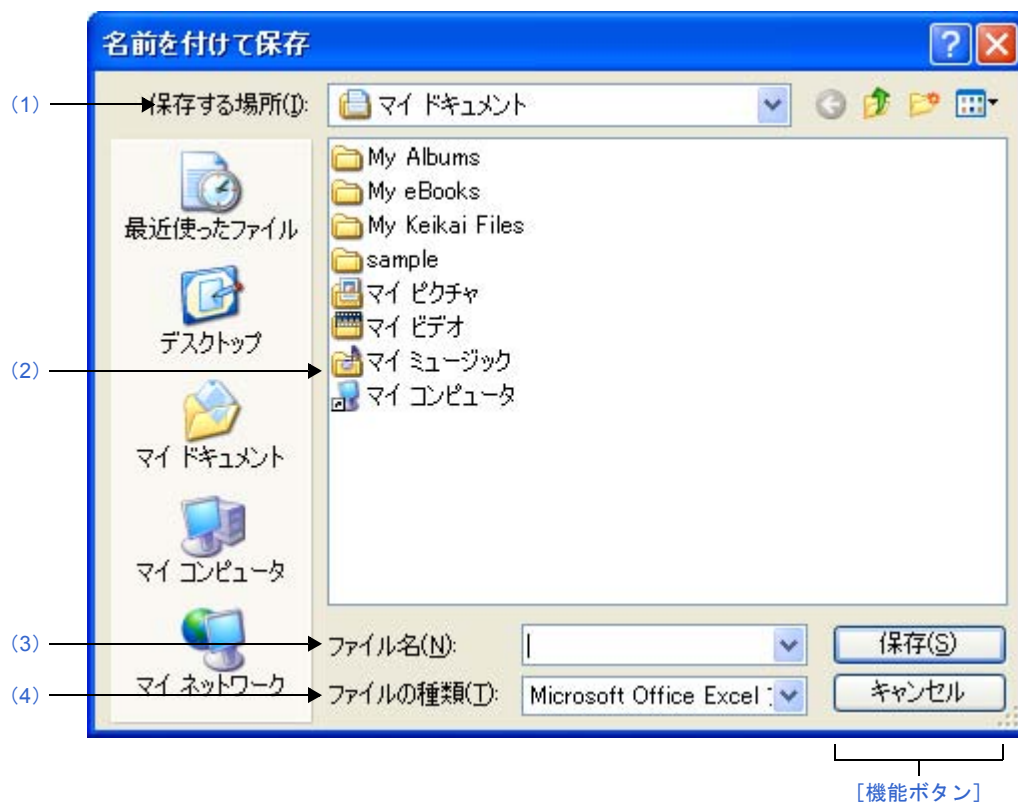 名前を付けて保存
(1)
保存する場所(I):
マイ ドキュメント
最近使ったファイル
デスクトップ
マイ ドキュメント
マイ コンピュータ
マイ ネットワーク
(2)
My Albums
My eBooks
My Keikai Files
sample
マイ ピクチャ
マイ ビデオ
マイ ミュージック
マイ コンピュータ
(3)
ファイル名(N):
保存(S)
(4)
ファイルの種類(T):
Microsoft Office Excel
キャンセル
[機能ボタン]